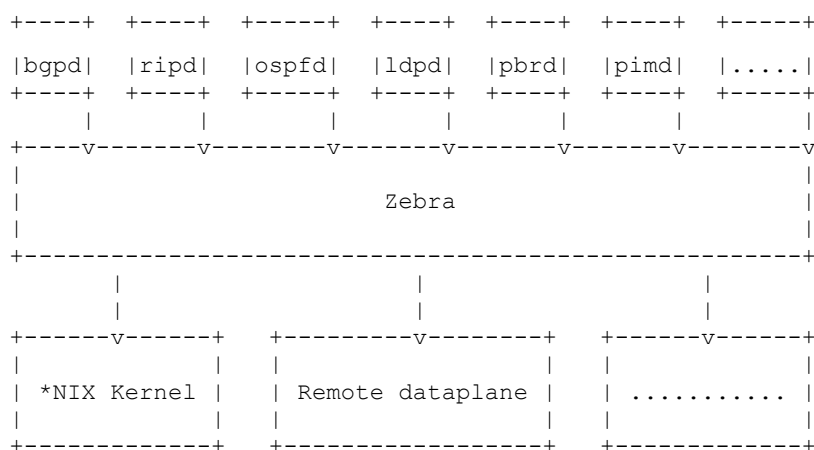 bgpd ripd ospfd ldpd pbrd pimd .....
Zebra
*NIX Kernel Remote dataplane ...........